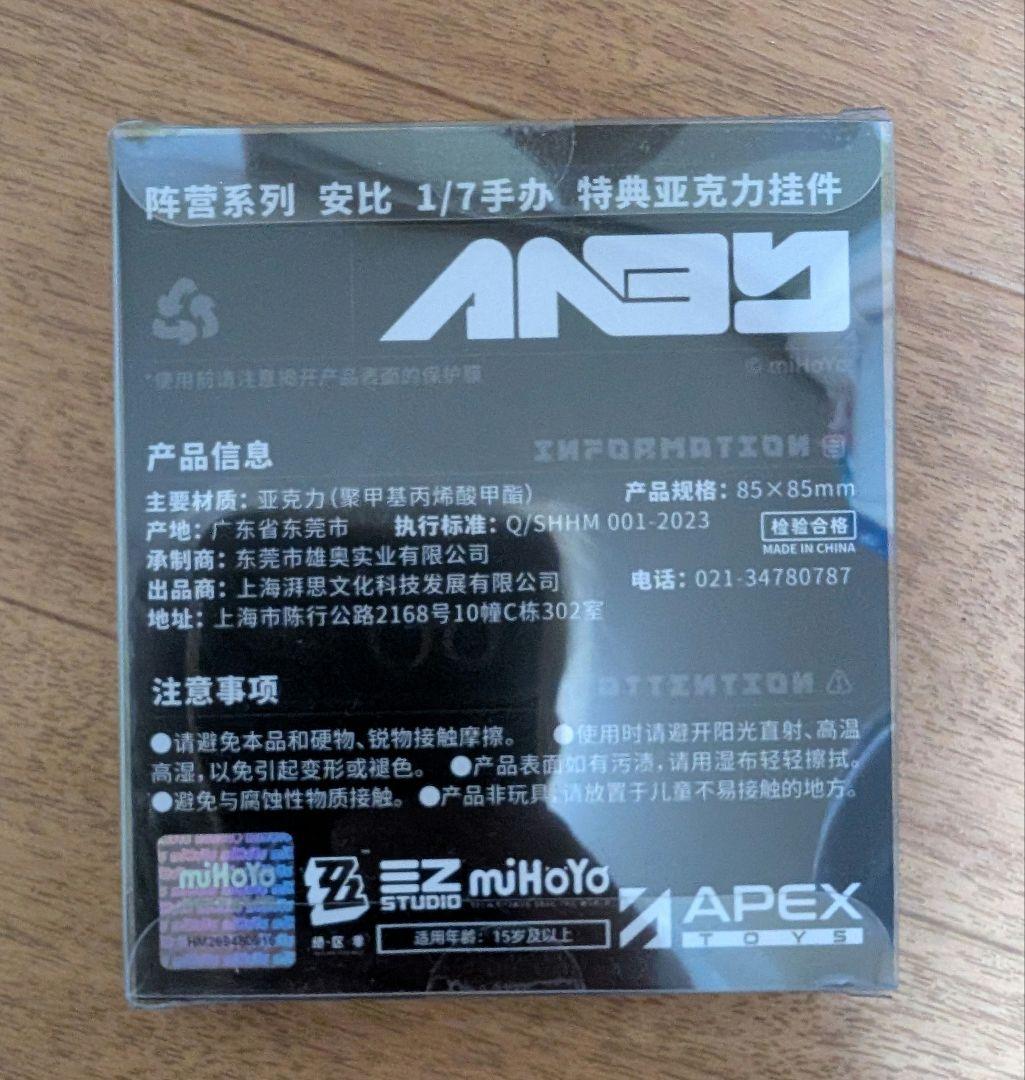 阵营系列 安比 1/7手办 特典亚克力挂件
ANBY
*使用前请注意揭开产品表面的保护膜
© miHoYo
产品信息 INFORMATION
主要材质：亚克力（聚甲基丙烯酸甲酯） 产品规格：85×85mm
产地：广东省东莞市 执行标准：Q/SHHM 001-2023 检验合格
MADE IN CHINA
承制商：东莞市雄奥实业有限公司
出品商：上海湃思文化科技发展有限公司 电话：021-34780787
地址：上海市陈行公路2168号10幢C栋302室
注意事项 ATTENTION
●请避免本品和硬物、锐物接触摩擦。 ●使用时请避开阳光直射、高温
高湿，以免引起变形或褪色。 ●产品表面如有污渍，请用湿布轻轻擦拭。
●避免与腐蚀性物质接触。 ●产品非玩具，请放置于儿童不易接触的地方。
miHoYo
绝·区·零
三Z STUDIO
miHoYo
TECH OTAKUS SAVE THE WORLD
APEX
TOYS
适用年龄：15岁及以上